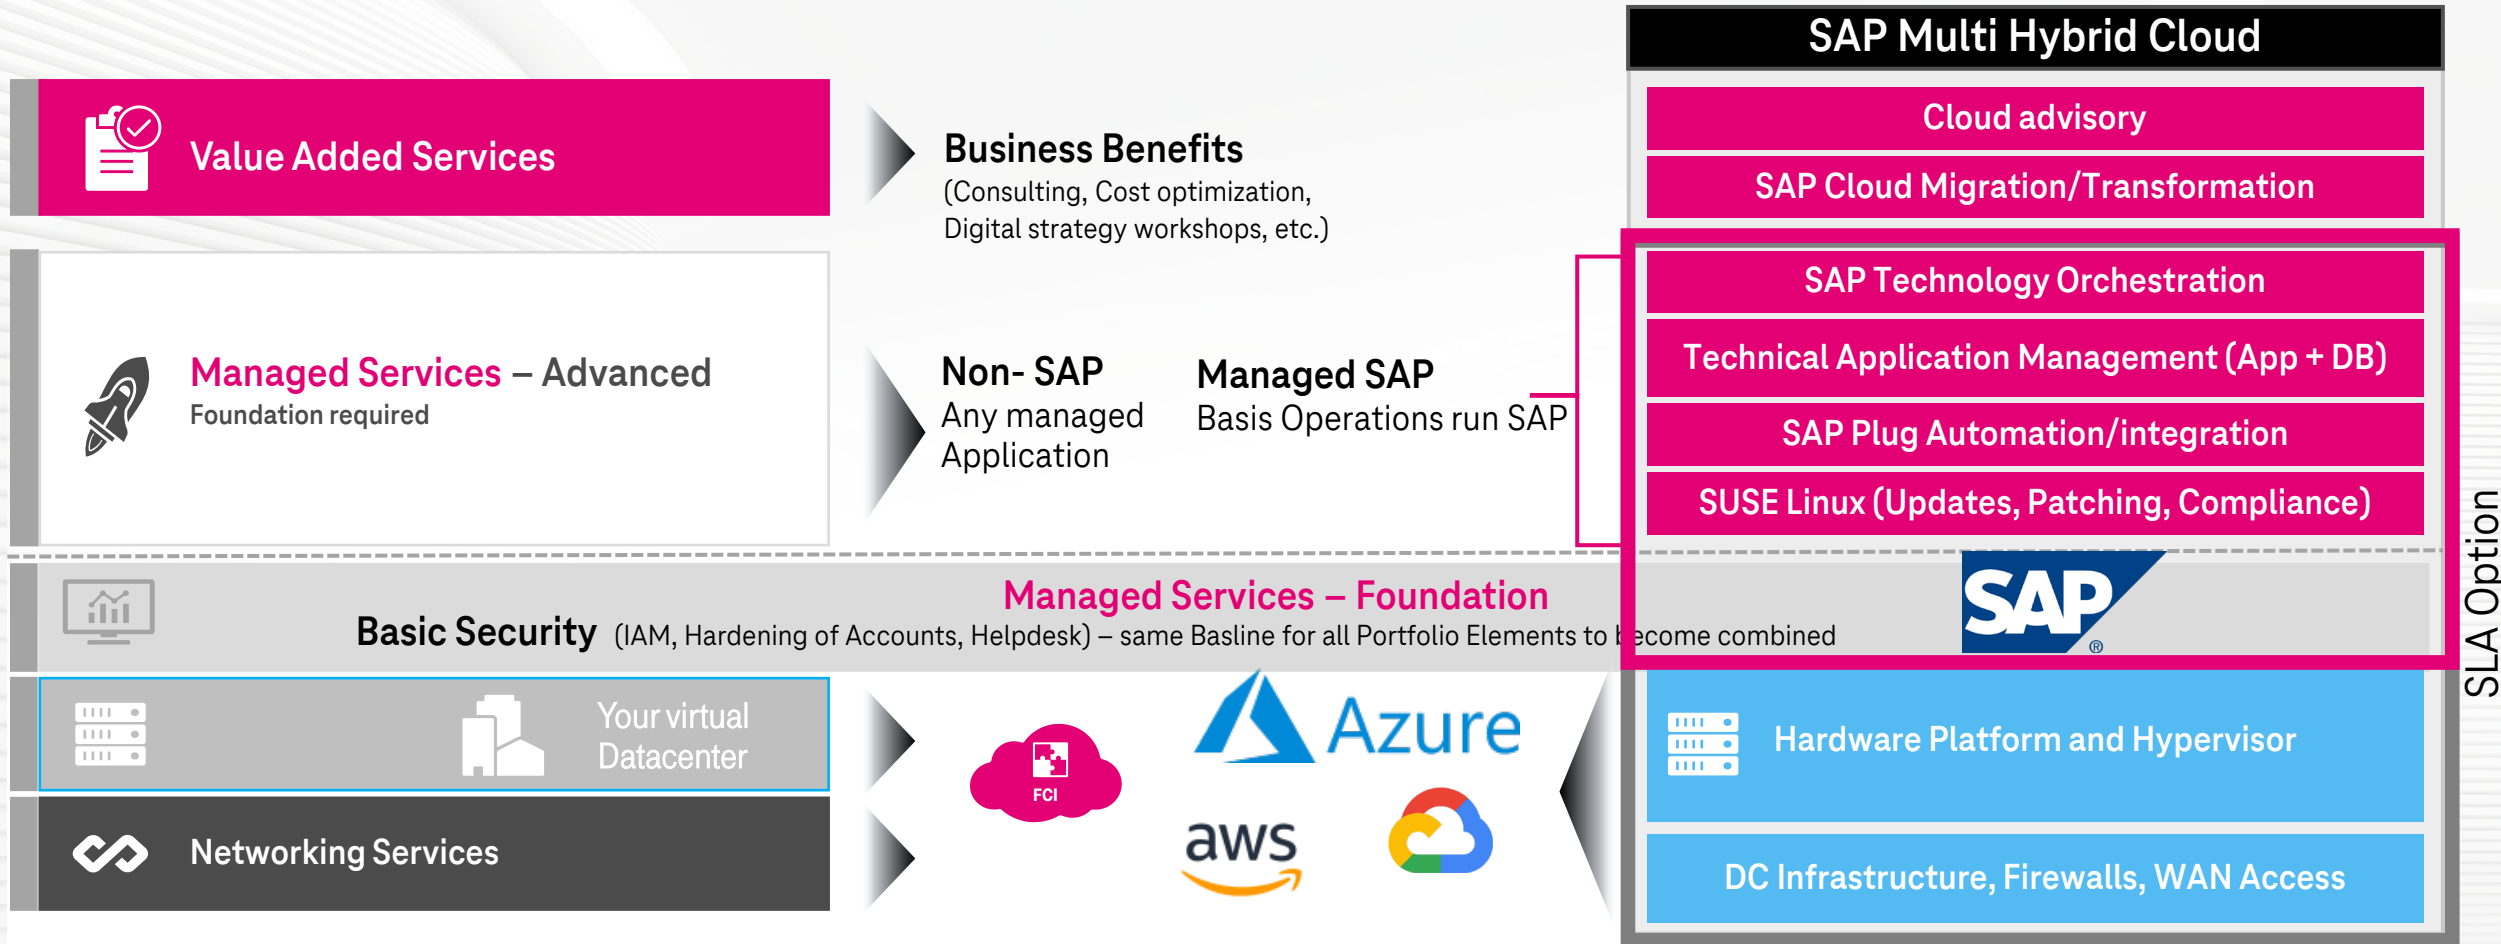 SAP Multi Hybrid Cloud
Value Added Services
Business Benefits
(Consulting, Cost optimization,
Digital strategy workshops, etc.)
Cloud advisory
SAP Cloud Migration/Transformation
Managed Services – Advanced
Foundation required
Non- SAP
Any managed
Application
Managed SAP
Basis Operations run SAP
SAP Technology Orchestration
Technical Application Management (App + DB)
SAP Plug Automation/integration
SUSE Linux (Updates, Patching, Compliance)
SLA Option
Managed Services – Foundation
Basic Security (IAM, Hardening of Accounts, Helpdesk) – same Basline for all Portfolio Elements to become combined
SAP
®
Your virtual
Datacenter
FCI
Azure
aws
Hardware Platform and Hypervisor
Networking Services
DC Infrastructure, Firewalls, WAN Access